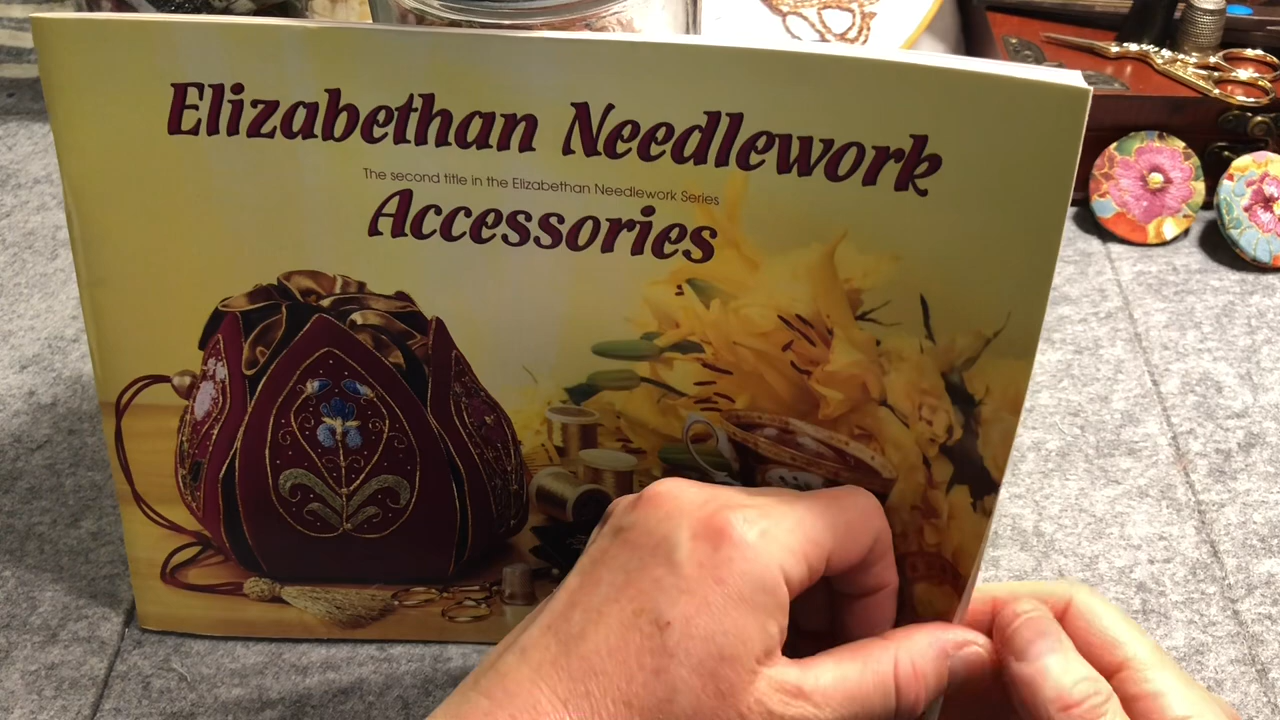 Elizabethan Needlework
The second title in the Elizabethan Needlework Series
Accessories